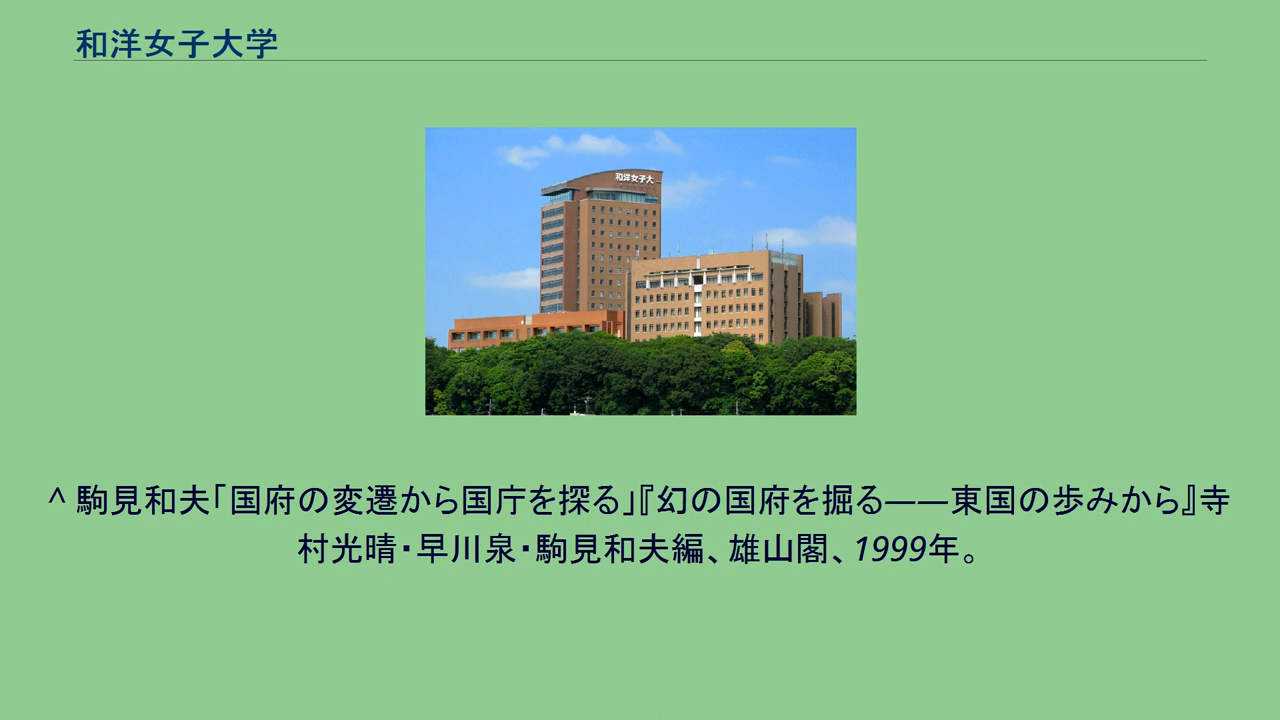 和洋女子大学
和洋女子大
^ 駒見和夫｢国府の変遷から国庁を探る｣『幻の国府を掘る――東国の歩みから』寺
村光晴・早川泉・駒見和夫編、雄山閣、1999年。